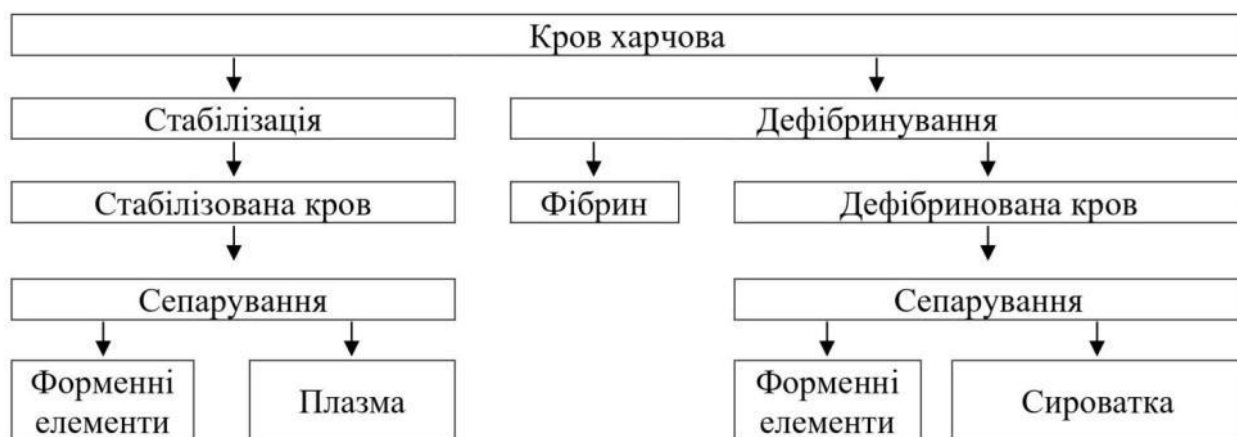 Кров харчова
Стабілізація
Дефібринування
Стабілізована кров
Фібрин
Дефібринована кров
Сепарування
Сепарування
Форменні
елементи
Плазма
Форменні
елементи
Сироватка